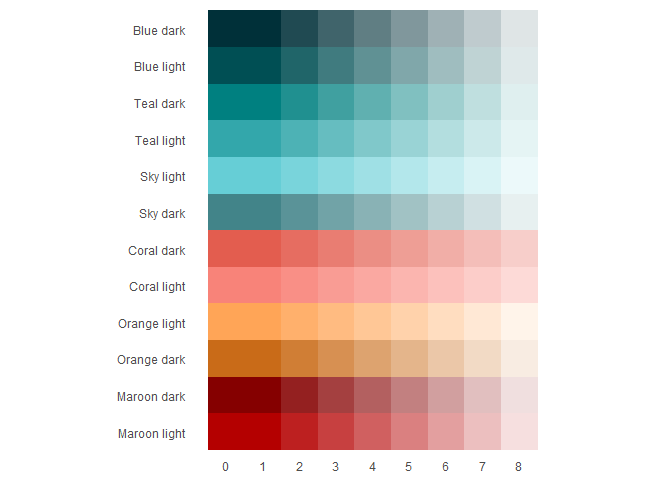 Blue dark
Blue light
Teal dark
Teal light
Sky light
Sky dark
Coral dark
Coral light
Orange light
Orange dark
Maroon dark
Maroon light
0 1 2 3 4 5 6 7 8